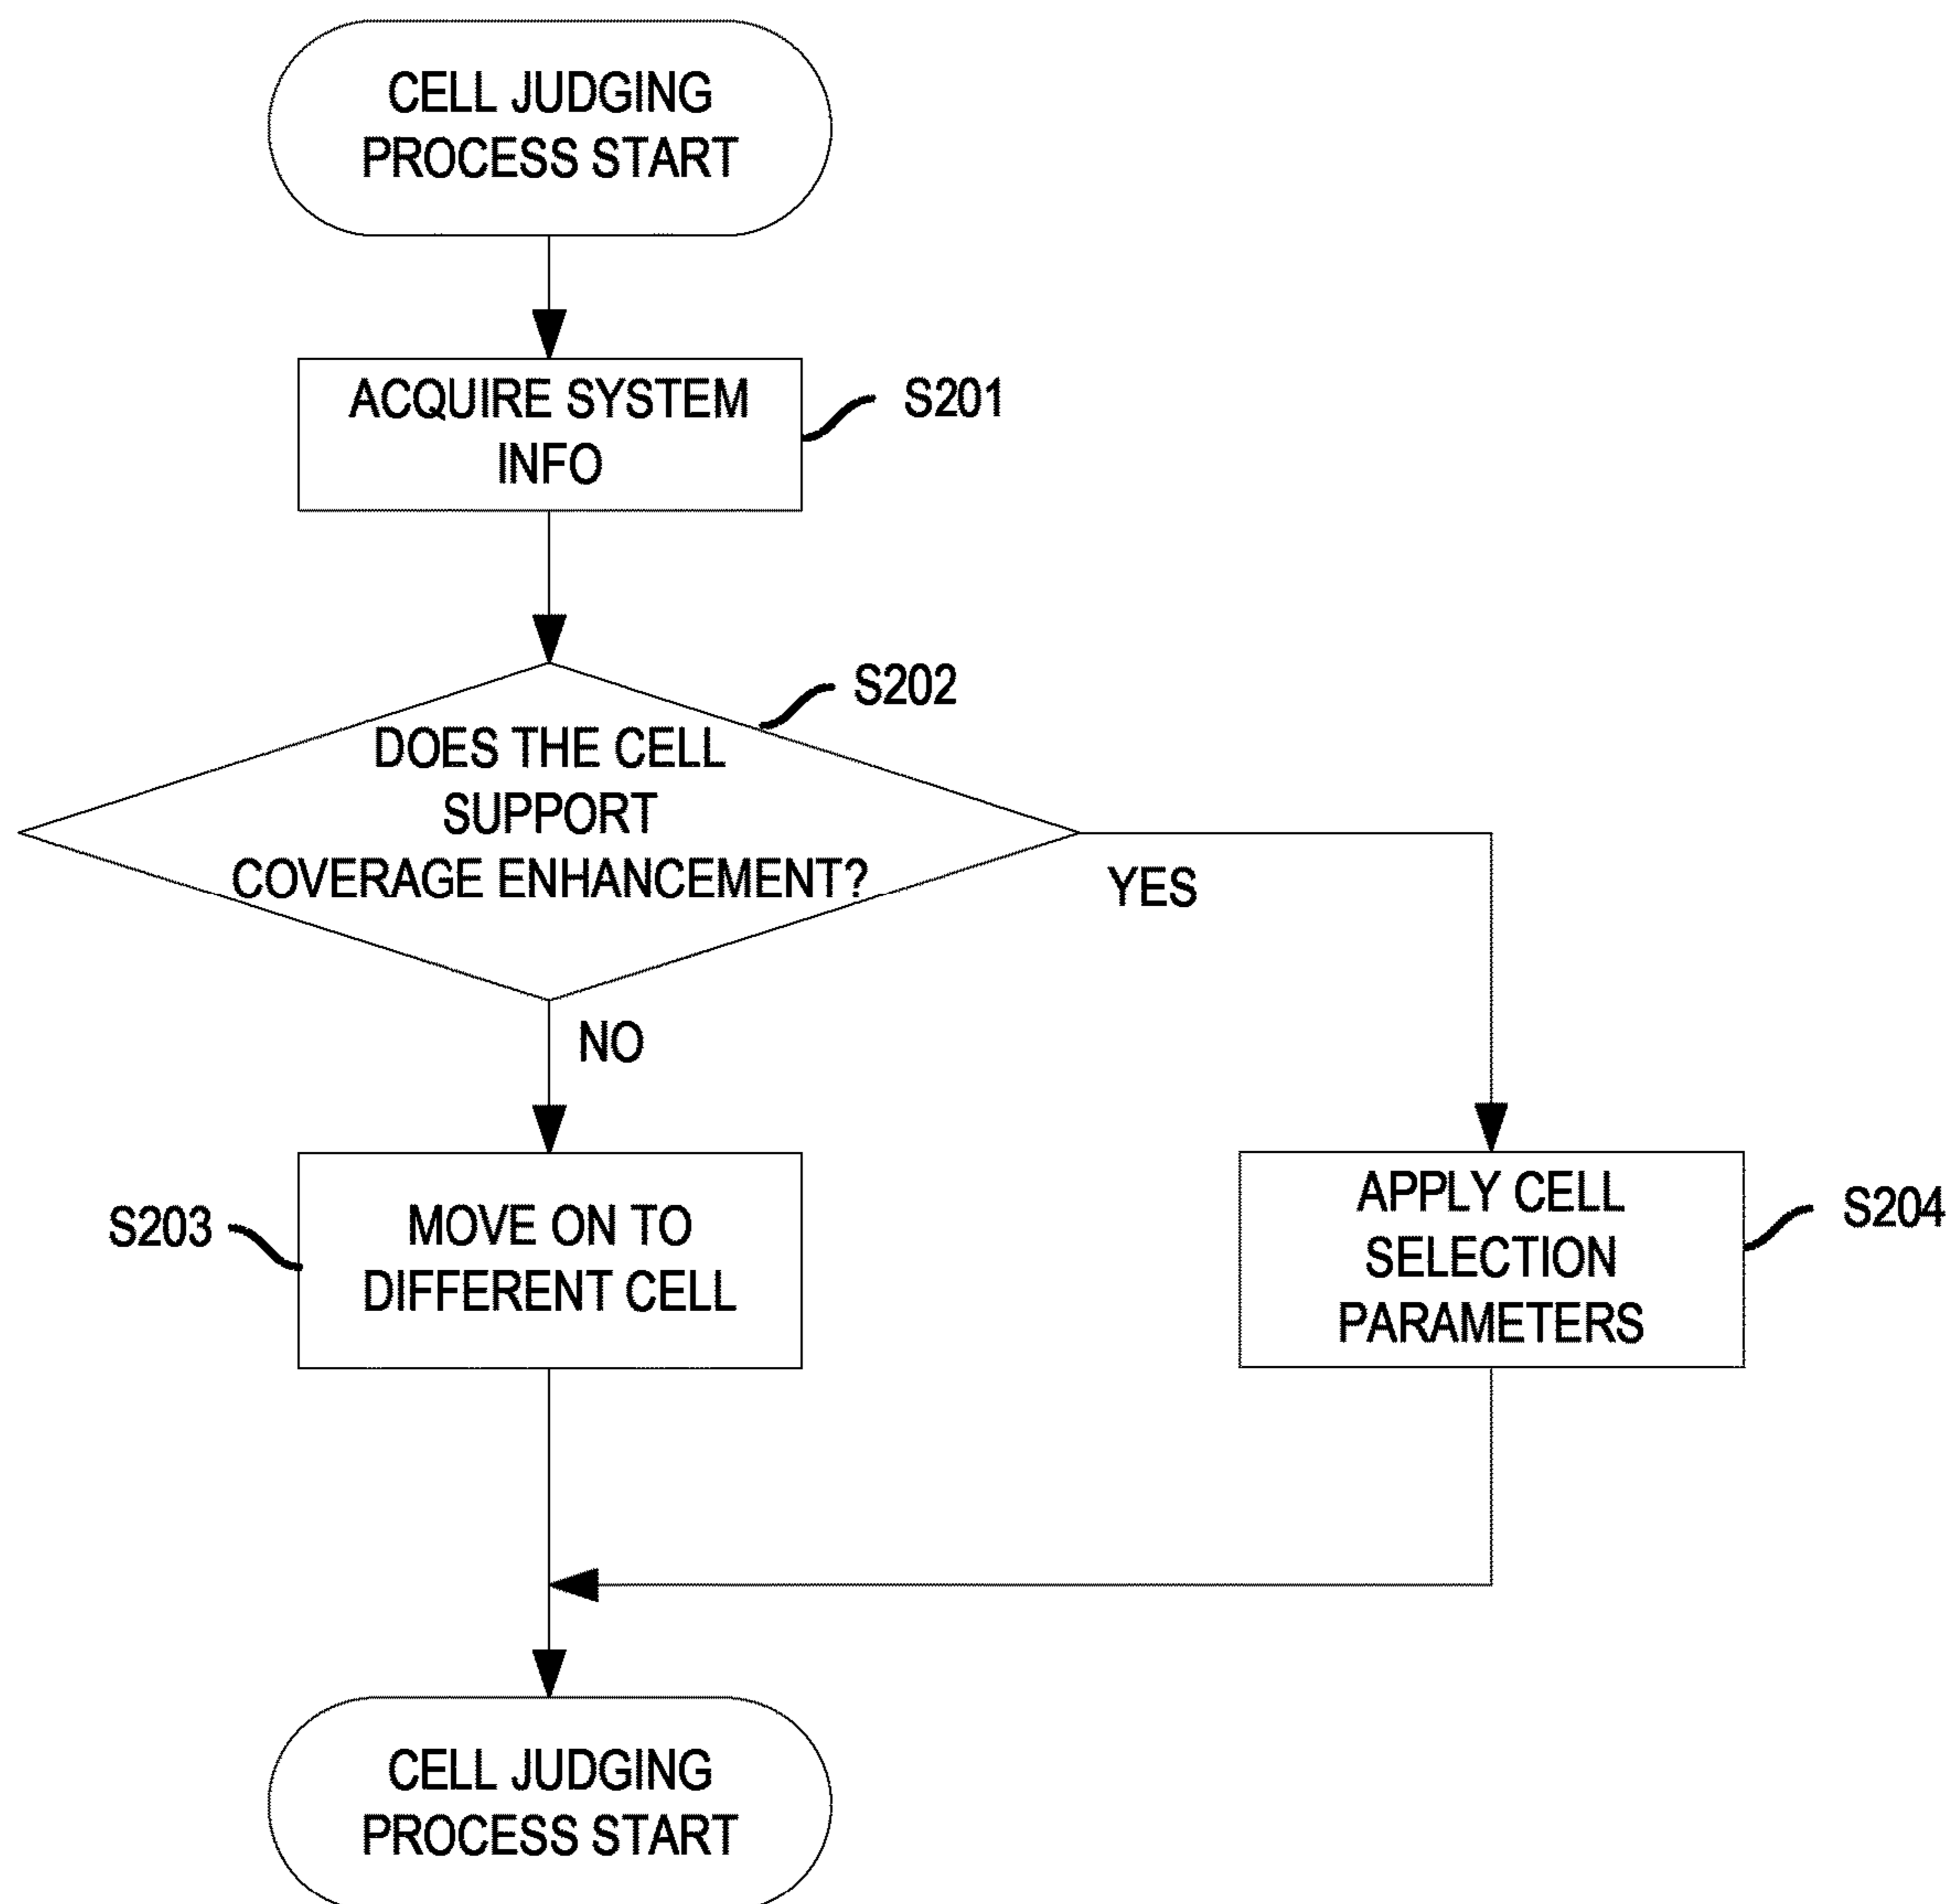 CELL JUDGING
PROCESS START
ACQUIRE SYSTEM
INFO
S201
S202
DOES THE CELL
SUPPORT
COVERAGE ENHANCEMENT?
YES
NO
S203
MOVE ON TO
DIFFERENT CELL
APPLY CELL
SELECTION
PARAMETERS
S204
CELL JUDGING
PROCESS START